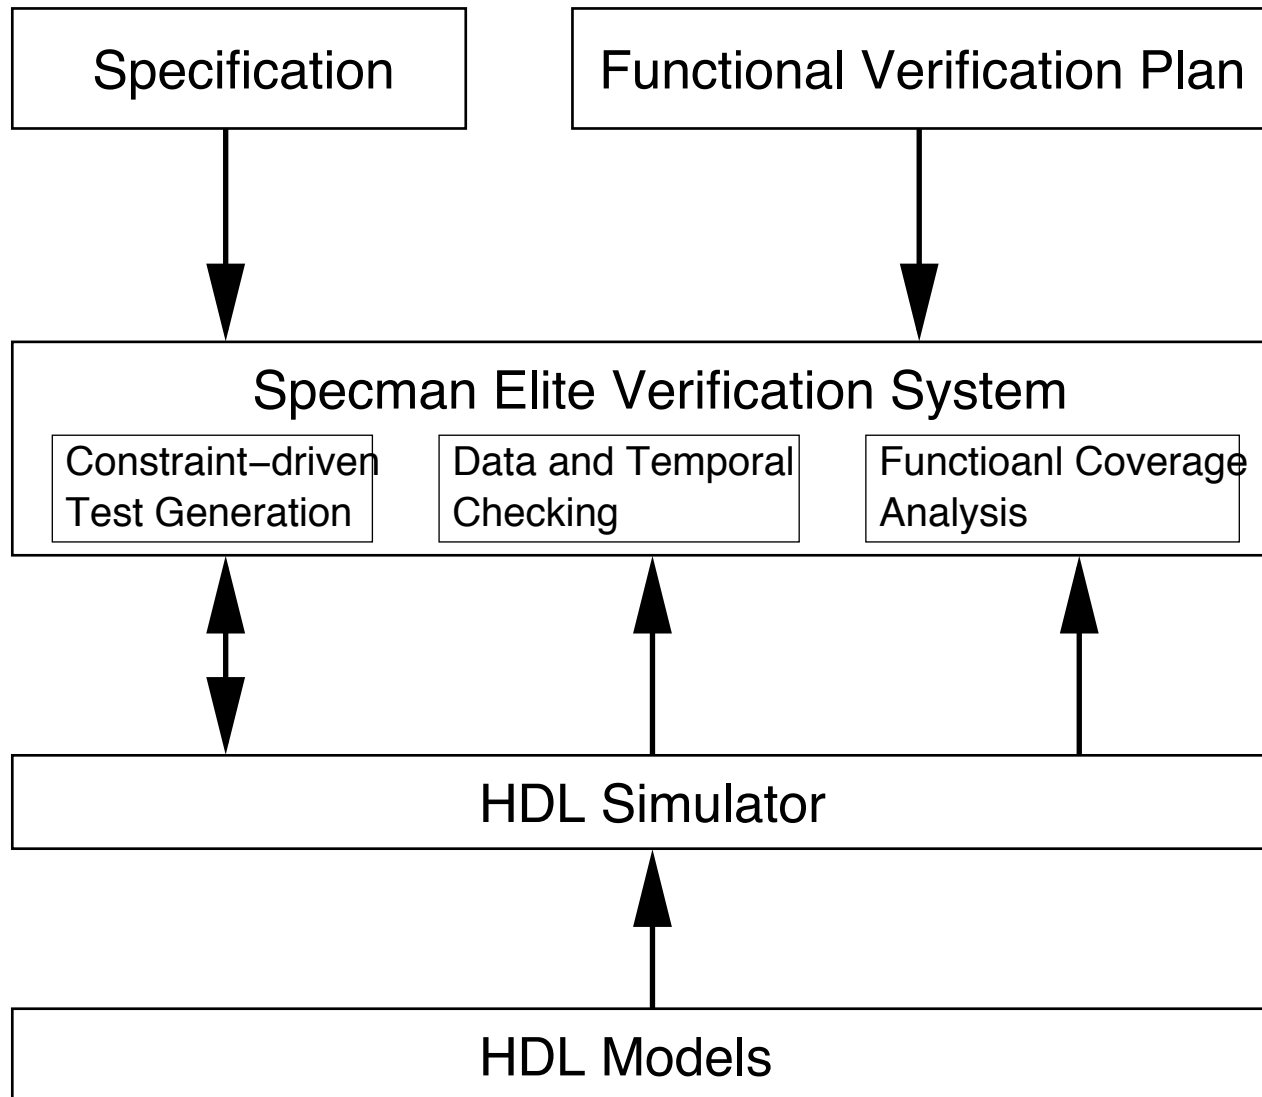 Specification
Functional Verification Plan
Specman Elite Verification System
Constraint–driven
Test Generation
Data and Temporal
Checking
Functioanl Coverage
Analysis
HDL Simulator
HDL Models